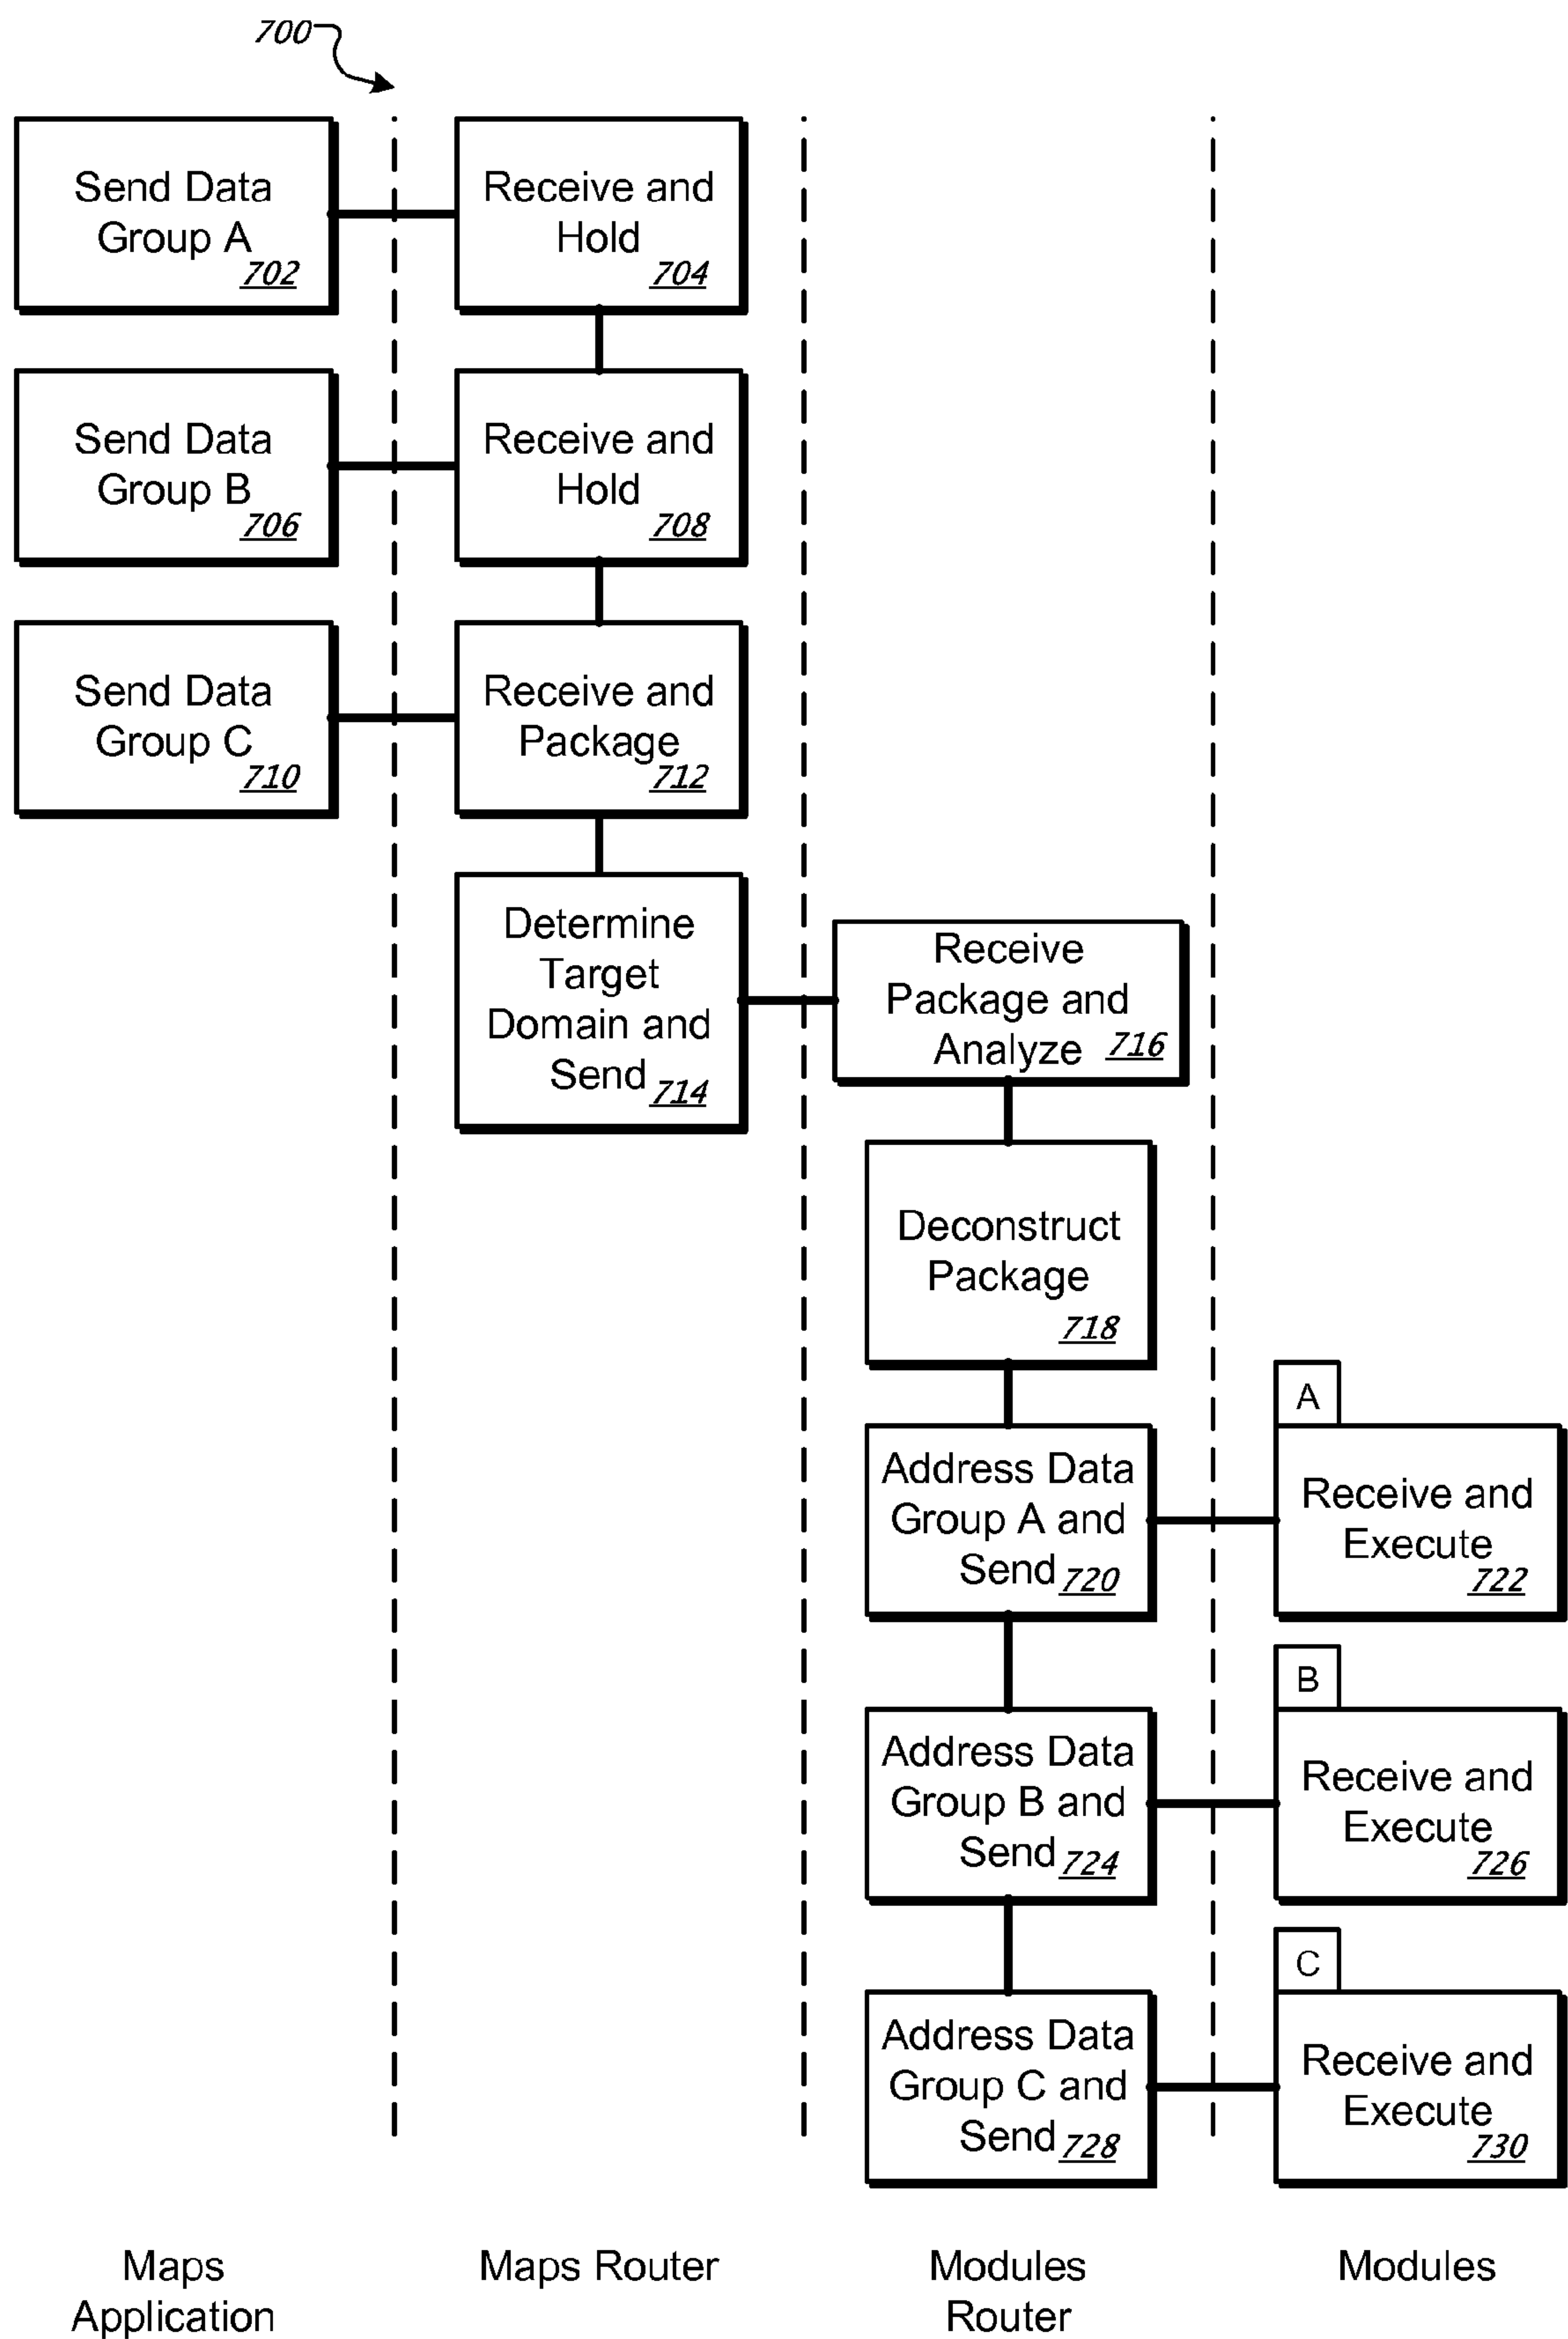 700
Send Data
Group A
702
Receive and
Hold
704
Send Data
Group B
706
Receive and
Hold
708
Send Data
Group C
710
Receive and
Package
712
Determine
Target
Domain and
Send 714
Receive
Package and
Analyze 716
Deconstruct
Package
718
Address Data
Group A and
Send 720
A
Receive and
Execute
722
Address Data
Group B and
Send 724
B
Receive and
Execute
726
Address Data
Group C and
Send 728
C
Receive and
Execute
730
Maps
Application
Maps Router
Modules
Router
Modules